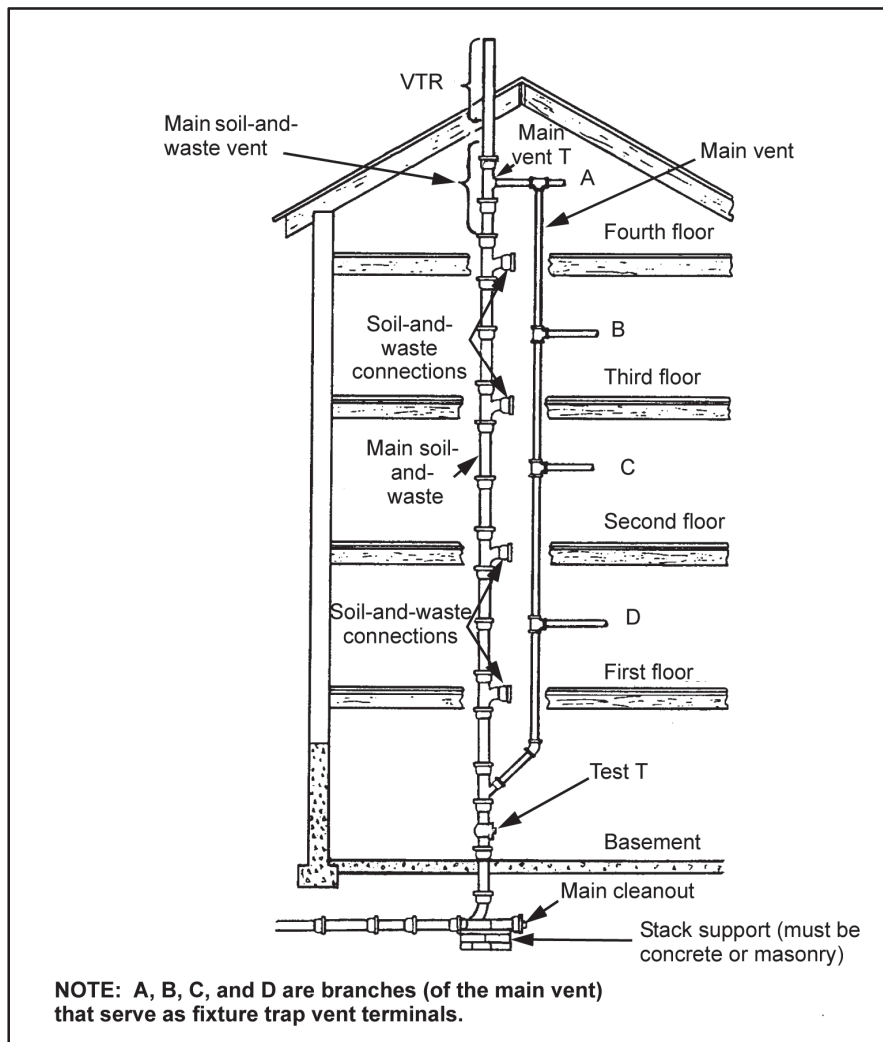 VTR
Main soil-and-
waste vent
Main
vent T
Main vent
A
Fourth floor
B
Soil-and-
waste
connections
Third floor
Main soil-
and-
waste
C
Second floor
Soil-and-waste
connections
D
First floor
Test T
Basement
Main cleanout
Stack support (must be
concrete or masonry)
NOTE: A, B, C, and D are branches (of the main vent)
that serve as fixture trap vent terminals.